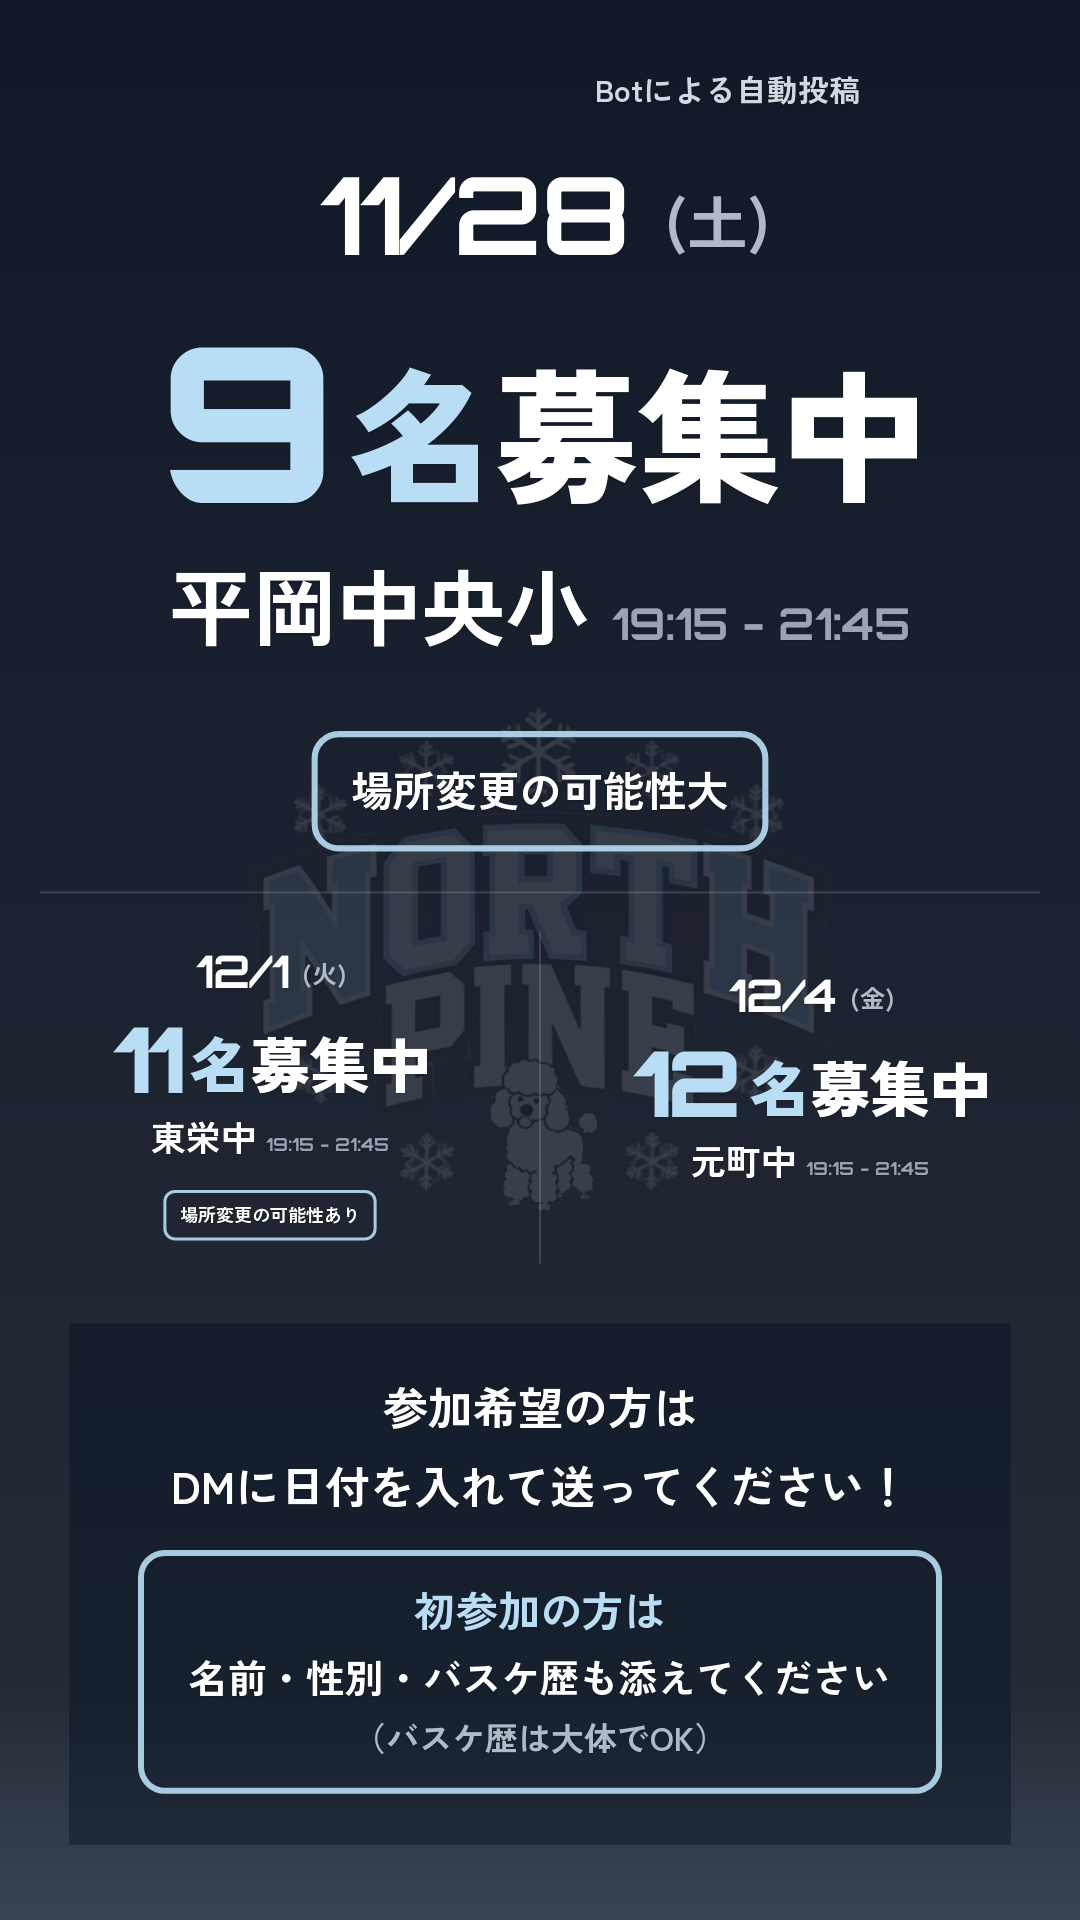 Botによる自動投稿
11/28 (土)
9名募集中
平岡中央小 19:15 - 21:45
場所変更の可能性大
NORTH
PINE
12/1 (火)
11名募集中
東栄中 19:15 - 21:45
場所変更の可能性あり
12/4 (金)
12名募集中
元町中 19:15 - 21:45
参加希望の方は
DMに日付を入れて送ってください！
初参加の方は
名前・性別・バスケ歴も添えてください
（バスケ歴は大体でOK）